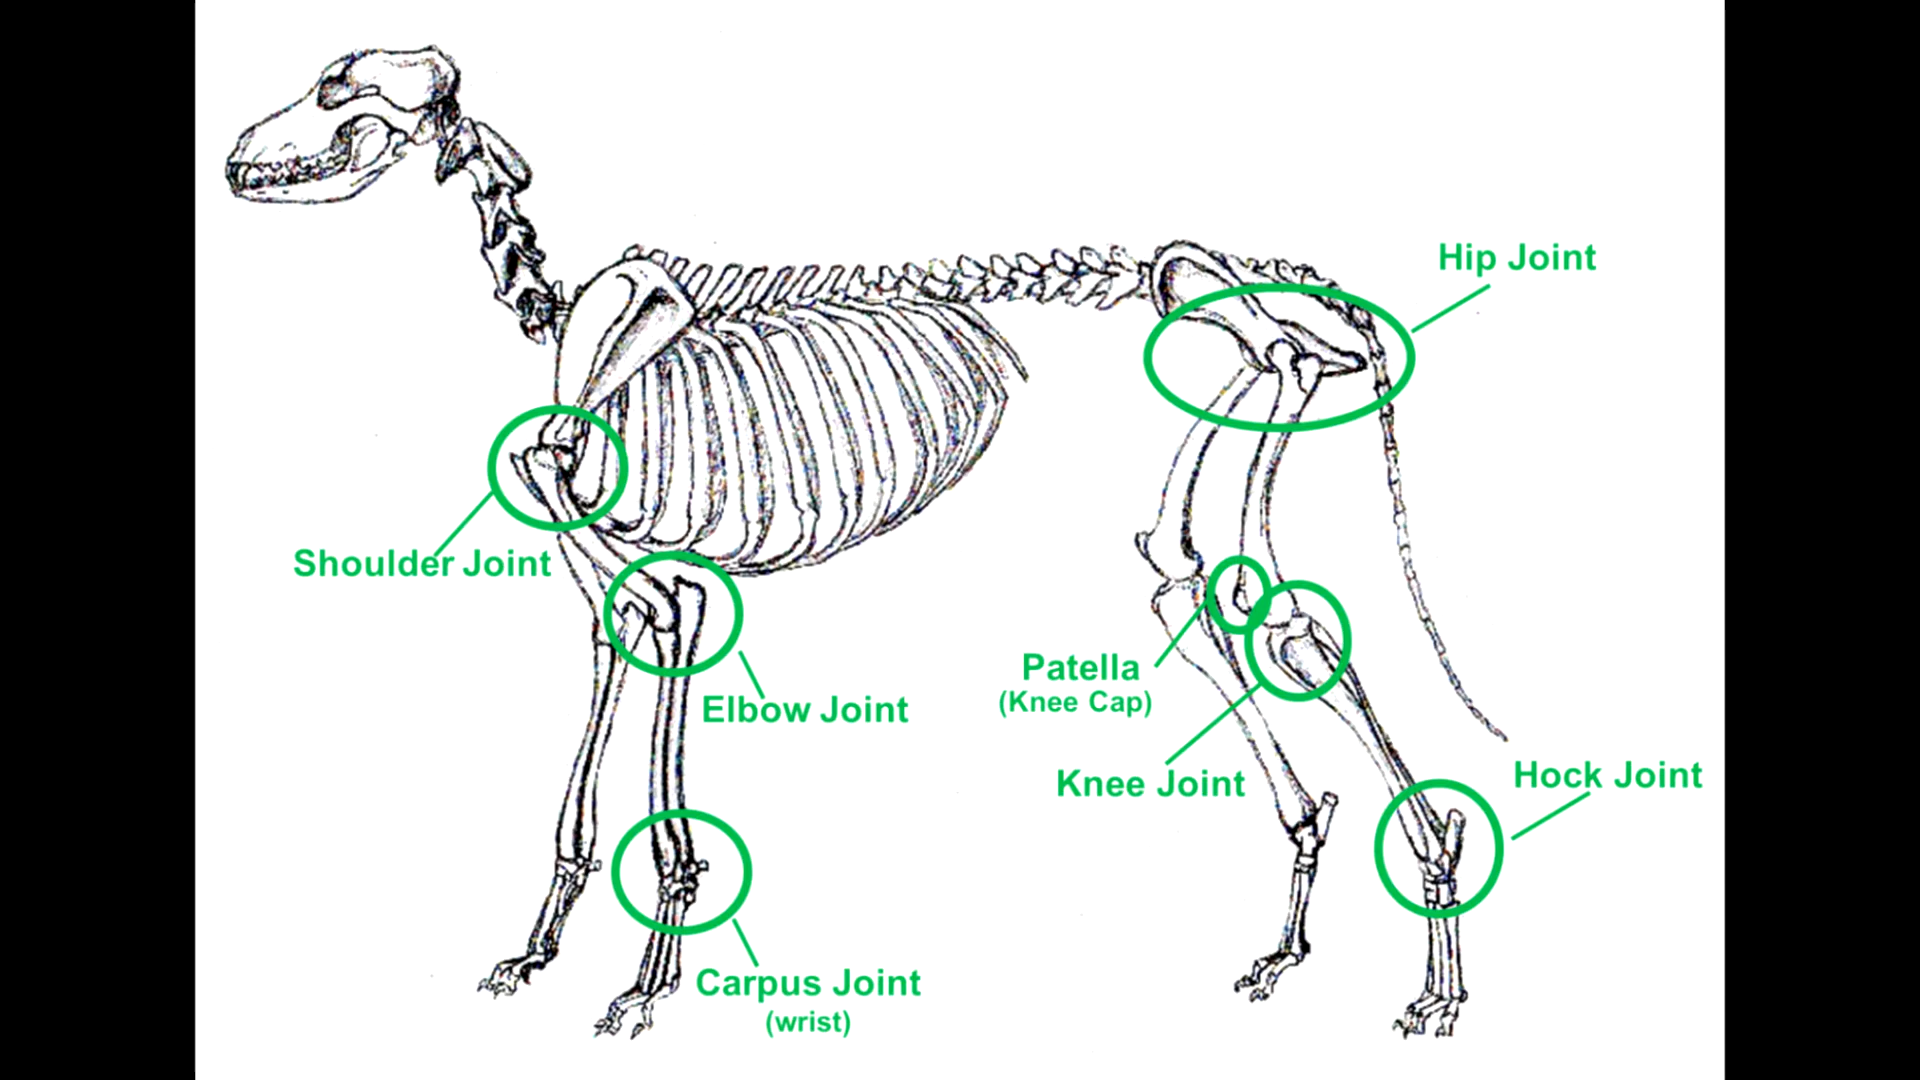 Hip Joint
Shoulder Joint
Elbow Joint
Patella
(Knee Cap)
Knee Joint
Hock Joint
Carpus Joint
(wrist)